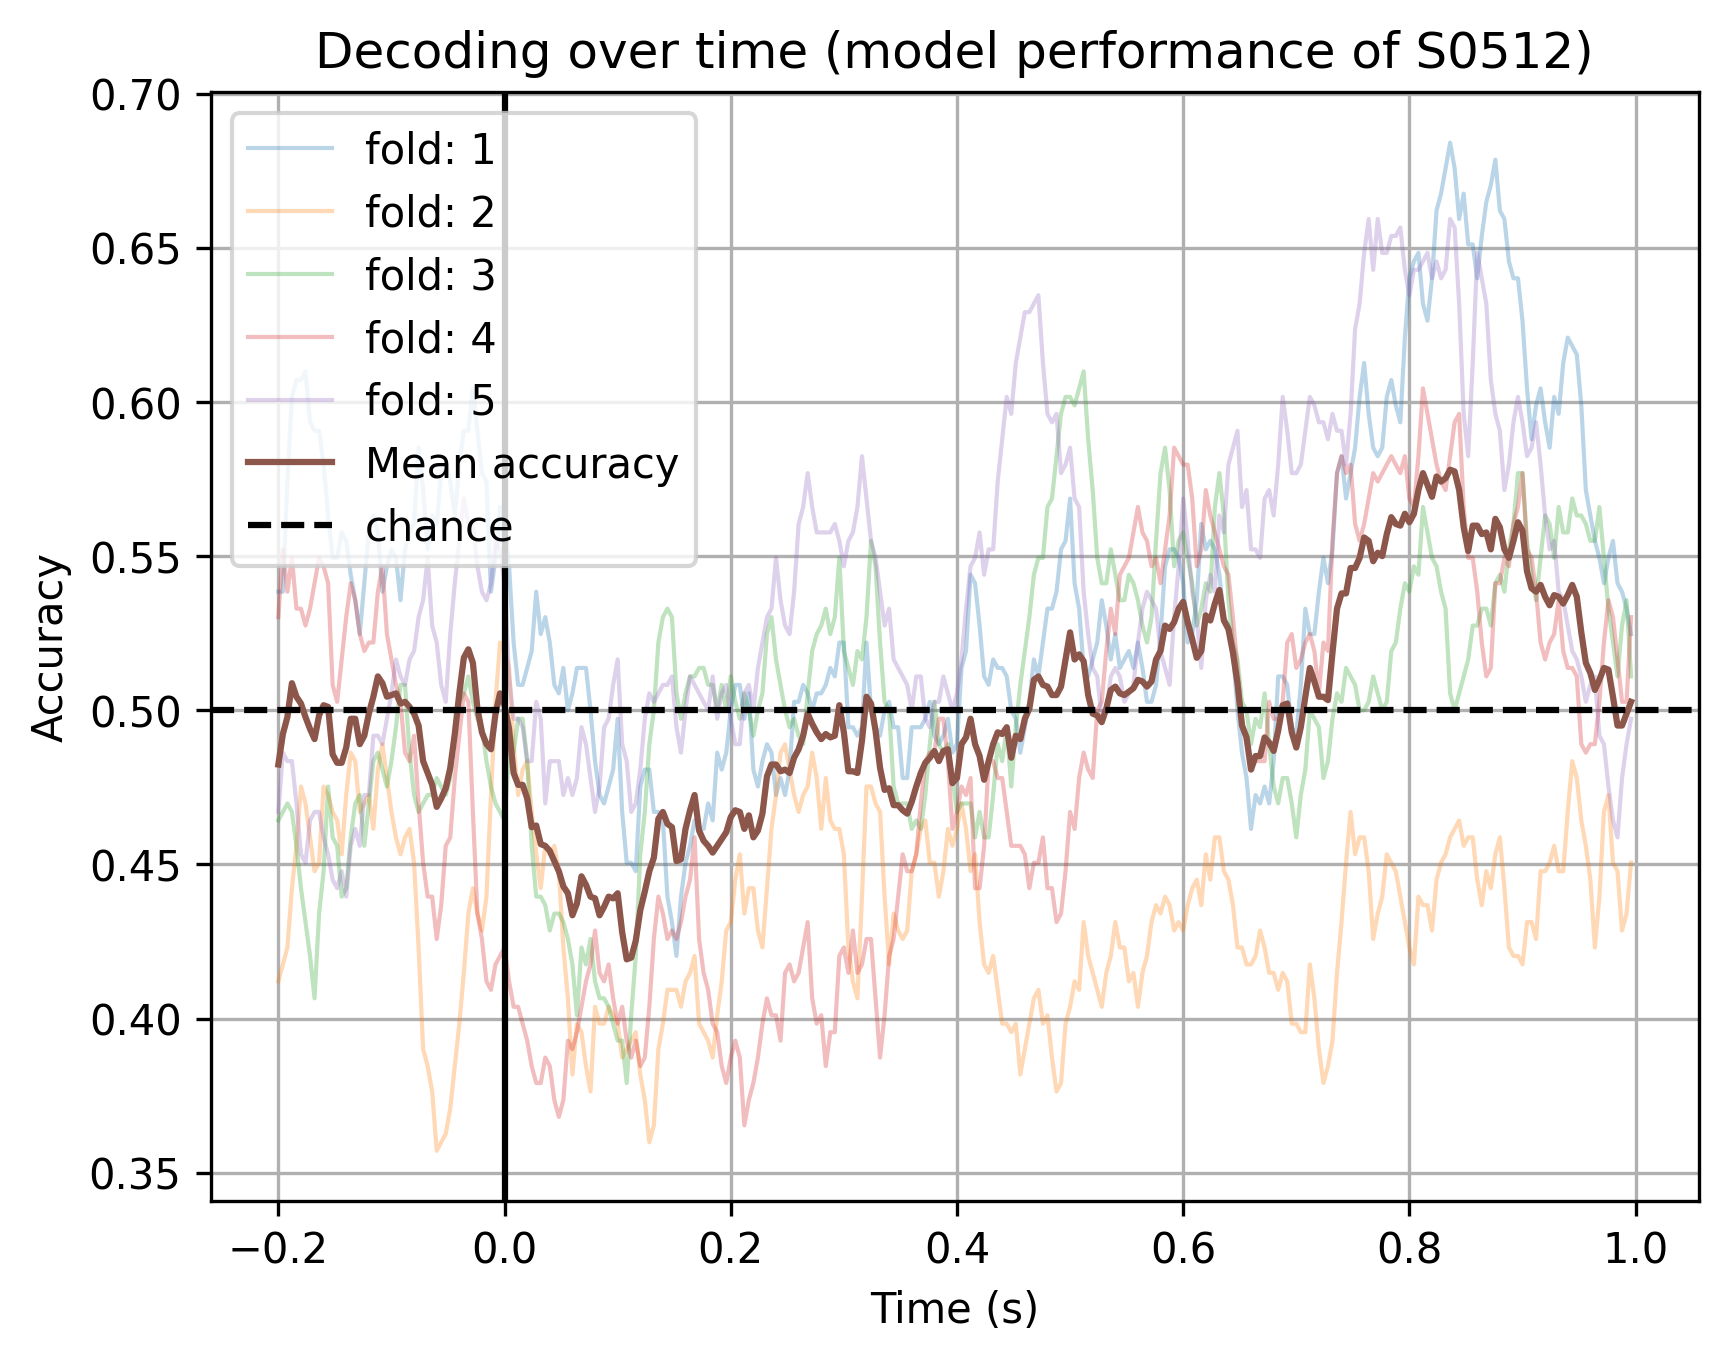 Decoding over time (model performance of S0512)
0.70
0.65
0.60
0.55
0.50
0.45
0.40
0.35
Accuracy
fold: 1
fold: 2
fold: 3
fold: 4
fold: 5
Mean accuracy
chance
−0.2
0.0
0.2
0.4
0.6
0.8
1.0
Time (s)